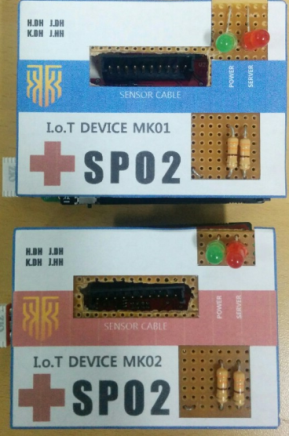 H.DH J.DH
K.DH J.HH
POWER
SERVER
SENSOR CABLE
I.o.T DEVICE MK01
SPO2
H.DH J.DH
K.DH J.HH
POWER
SERVER
SENSOR CABLE
I.o.T DEVICE MK02
SPO2